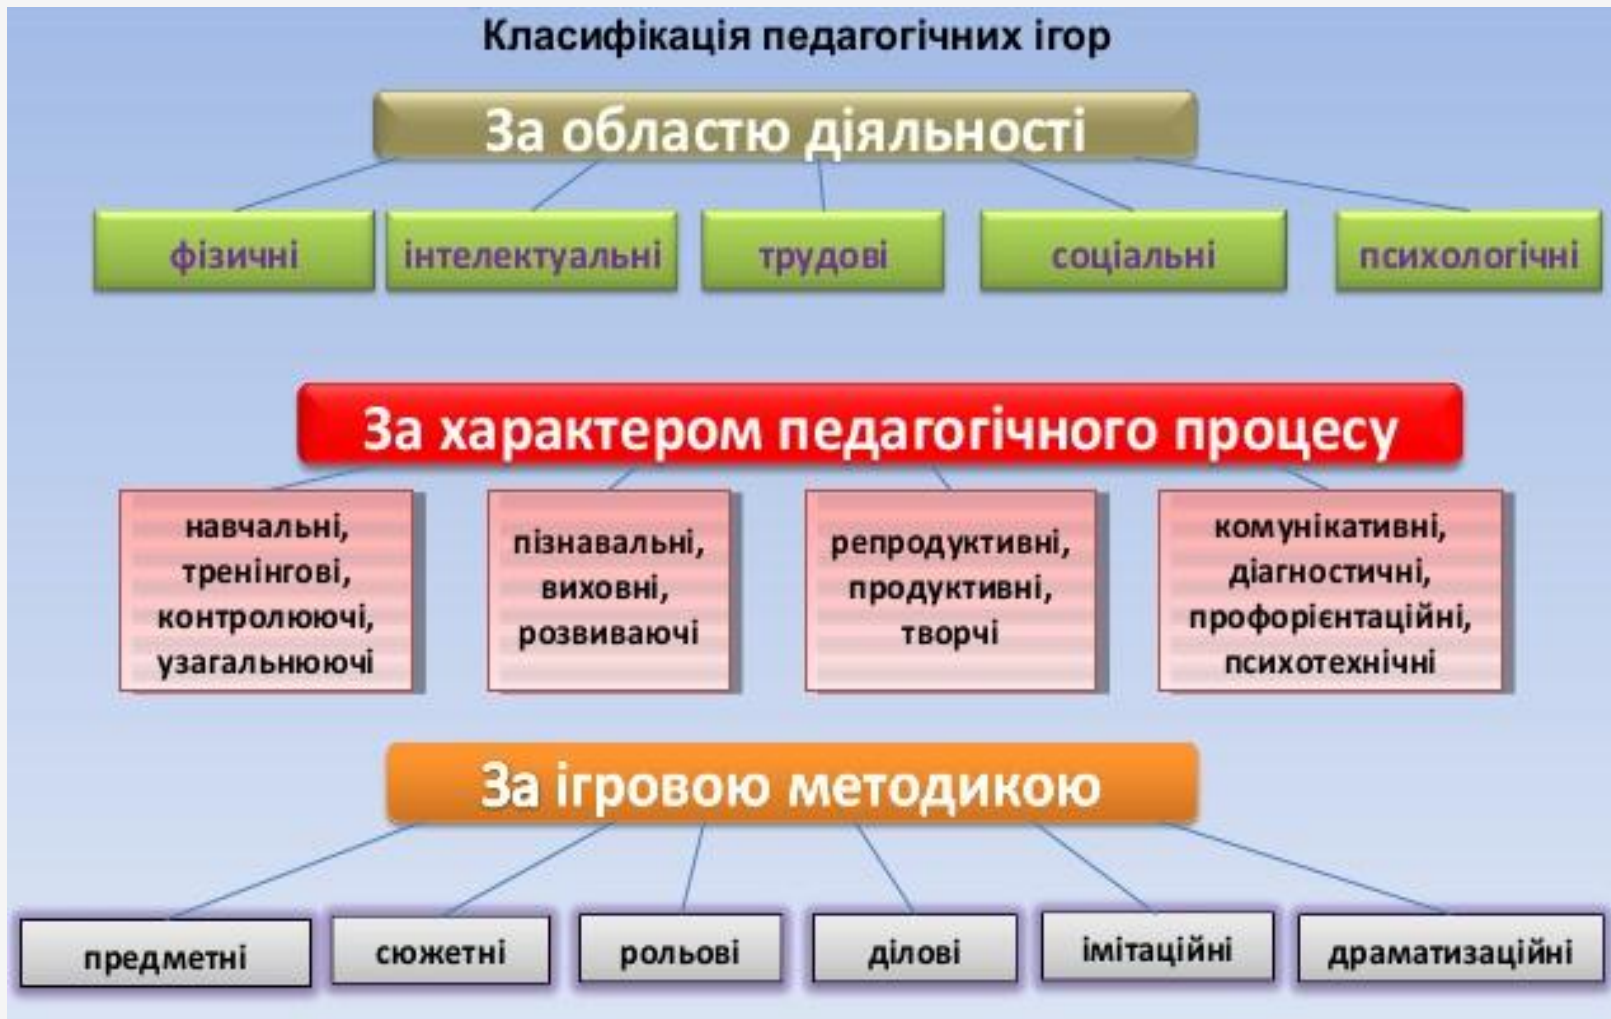 Класифікація педагогічних ігор
За областю діяльності
фізичні
інтелектуальні
трудові
соціальні
психологічні
За характером педагогічного процесу
навчальні,
тренінгові,
контролюючі,
узагальнюючі
пізнавальні,
виховні,
розвиваючі
репродуктивні,
продуктивні,
творчі
комунікативні,
діагностичні,
профорієнтаційні,
психотехнічні
За ігровою методикою
предметні
сюжетні
рольові
ділові
імітаційні
драматизаційні